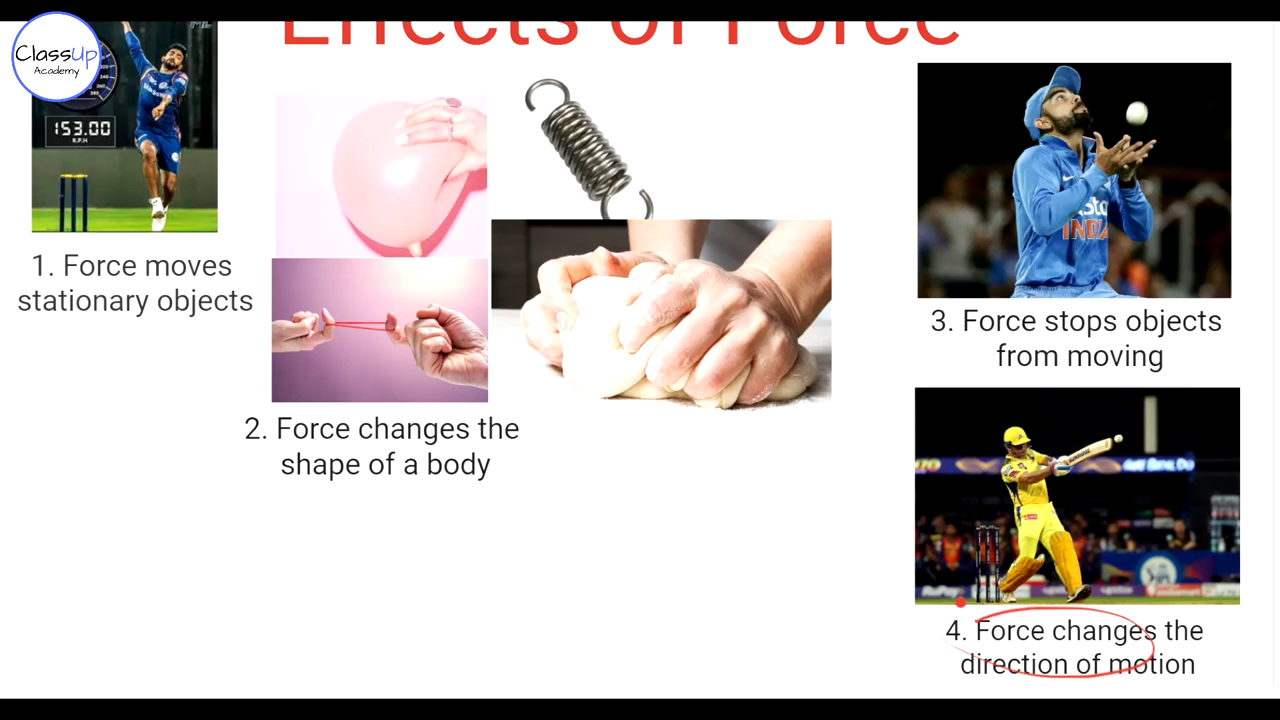 Effects of Force
ClassUp
Academy
153.00
K.P.H
1. Force moves
stationary objects
2. Force changes the
shape of a body
INDIA
3. Force stops objects
from moving
4. Force changes the
direction of motion